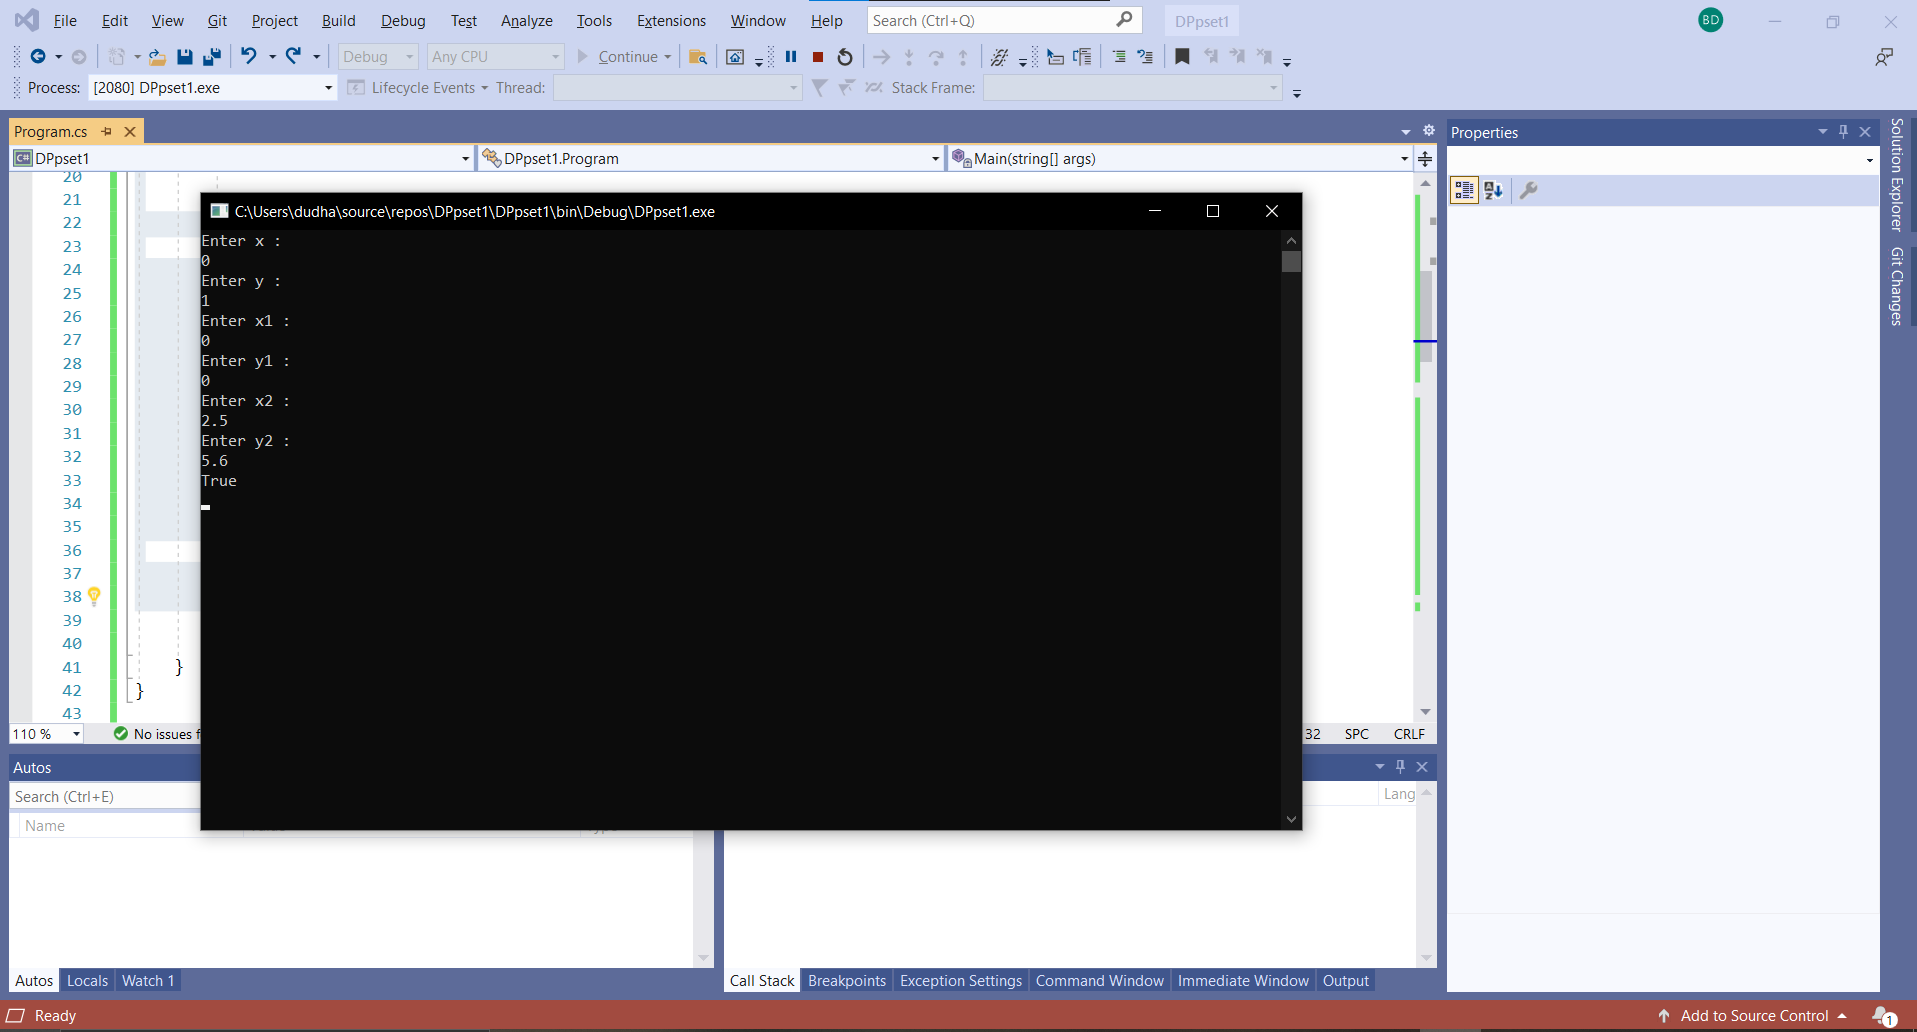 File Edit View Git Project Build Debug Test Analyze Tools Extensions Window Help Search (Ctrl+Q) DPpset1 BD
Debug Any CPU Continue
Process: [2080] DPpset1.exe Lifecycle Events Thread: Stack Frame:
Program.cs
Properties
DPpset1 DPpset1.Program Main(string[] args)
Solution Explorer
Git Changes
20
21
22
23
24
25
26
27
28
29
30
31
32
33
34
35
36
37
38
39
40
41 }
42 }
43
C:\Users\dudha\source\repos\DPpset1\DPpset1\bin\Debug\DPpset1.exe
Enter x :
0
Enter y :
1
Enter x1 :
0
Enter y1 :
0
Enter x2 :
2.5
Enter y2 :
5.6
True
110 % No issues 32 SPC CRLF
Autos
Search (Ctrl+E)
Name
Lang
Autos Locals Watch 1
Call Stack Breakpoints Exception Settings Command Window Immediate Window Output
Ready Add to Source Control 1